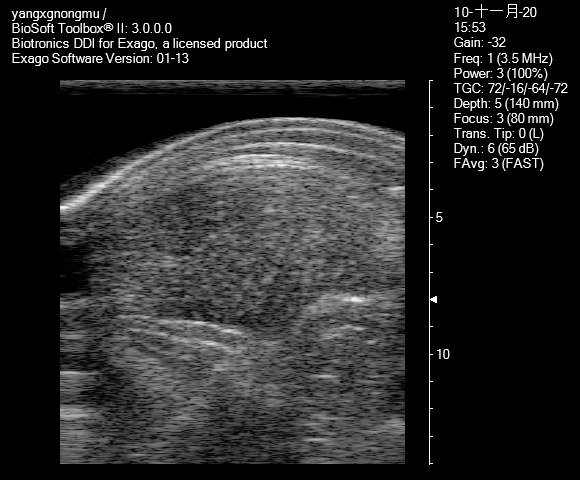 yangxgnongmu /
BioSoft Toolbox® II: 3.0.0.0
Biotronics DDI for Exago, a licensed product
Exago Software Version: 01-13
10-十一月-20
15:53
Gain: -32
Freq: 1 (3.5 MHz)
Power: 3 (100%)
TGC: 72/-16/-64/-72
Depth: 5 (140 mm)
Focus: 3 (80 mm)
Trans. Tip: 0 (L)
Dyn.: 6 (65 dB)
FAvg: 3 (FAST)
5
10